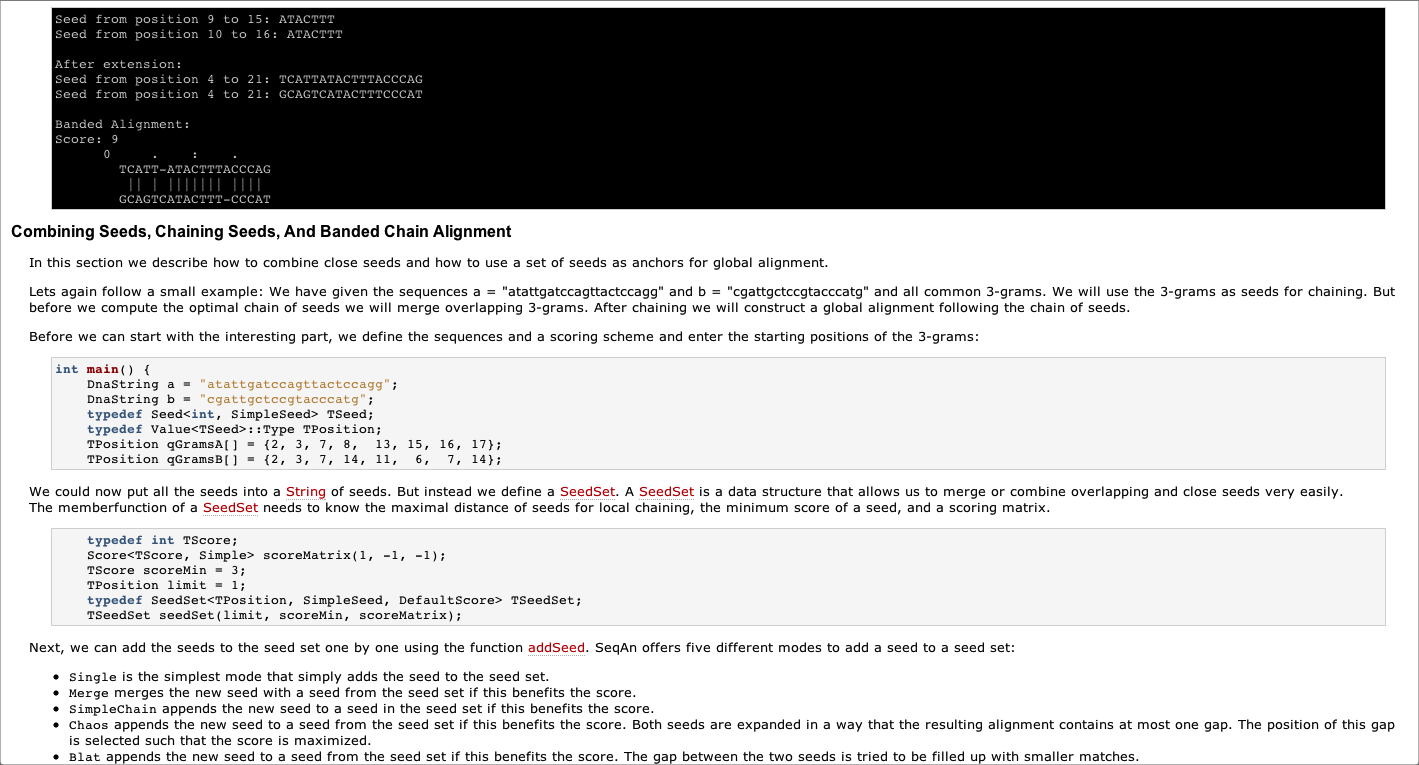 Seed from position 9 to 15: ATACTTT
Seed from position 10 to 16: ATACTTT
After extension:
Seed from position 4 to 21: TCATTATACTTTACCCAG
Seed from position 4 to 21: GCAGTCATACTTTCCCAT
Banded Alignment:
Score: 9
      0     .    :    .
        TCATT-ATACTTTACCCAG
         || | ||||||| ||||
        GCAGTCATACTTT-CCCAT
Combining Seeds, Chaining Seeds, And Banded Chain Alignment
In this section we describe how to combine close seeds and how to use a set of seeds as anchors for global alignment.
Lets again follow a small example: We have given the sequences a = "atattgatccagttactccagg" and b = "cgattgctccgtacccatg" and all common 3-grams. We will use the 3-grams as seeds for chaining. But
before we compute the optimal chain of seeds we will merge overlapping 3-grams. After chaining we will construct a global alignment following the chain of seeds.
Before we can start with the interesting part, we define the sequences and a scoring scheme and enter the starting positions of the 3-grams:
int main() {
    DnaString a = "atattgatccagttactccagg";
    DnaString b = "cgattgctccgtacccatg";
    typedef Seed<int, SimpleSeed> TSeed;
    typedef Value<TSeed>::Type TPosition;
    TPosition qGramsA[] = {2, 3, 7, 8,  13, 15, 16, 17};
    TPosition qGramsB[] = {2, 3, 7, 14, 11,  6,  7, 14};
We could now put all the seeds into a String of seeds. But instead we define a SeedSet. A SeedSet is a data structure that allows us to merge or combine overlapping and close seeds very easily.
The memberfunction of a SeedSet needs to know the maximal distance of seeds for local chaining, the minimum score of a seed, and a scoring matrix.
    typedef int TScore;
    Score<TScore, Simple> scoreMatrix(1, -1, -1);
    TScore scoreMin = 3;
    TPosition limit = 1;
    typedef SeedSet<TPosition, SimpleSeed, DefaultScore> TSeedSet;
    TSeedSet seedSet(limit, scoreMin, scoreMatrix);
Next, we can add the seeds to the seed set one by one using the function addSeed. SeqAn offers five different modes to add a seed to a seed set:
• Single is the simplest mode that simply adds the seed to the seed set.
• Merge merges the new seed with a seed from the seed set if this benefits the score.
• SimpleChain appends the new seed to a seed in the seed set if this benefits the score.
• Chaos appends the new seed to a seed from the seed set if this benefits the score. Both seeds are expanded in a way that the resulting alignment contains at most one gap. The position of this gap
is selected such that the score is maximized.
• Blat appends the new seed to a seed from the seed set if this benefits the score. The gap between the two seeds is tried to be filled up with smaller matches.